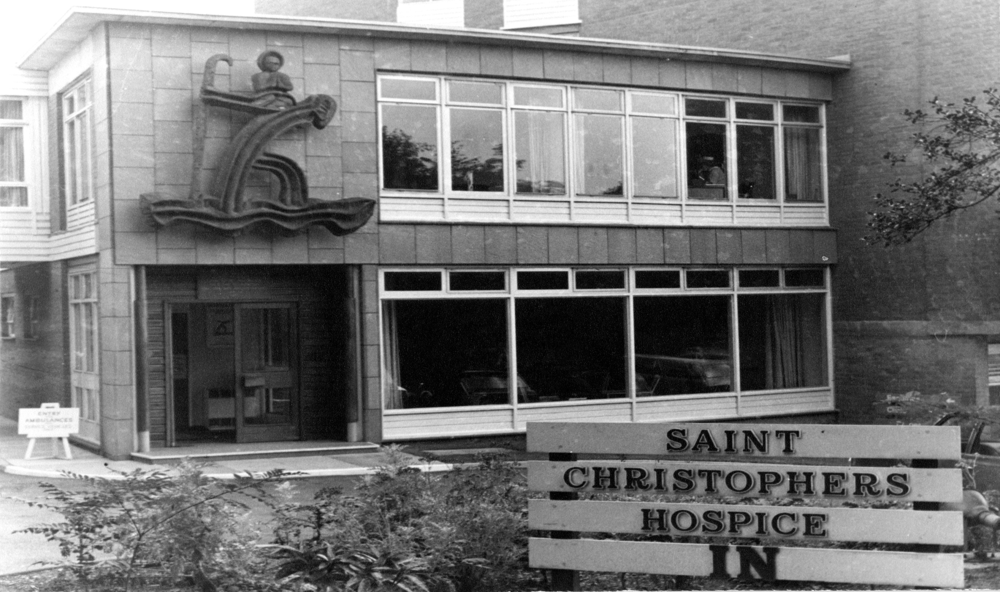 ENTRY
AMBULANCES
SAINT
CHRISTOPHERS
HOSPICE
IN